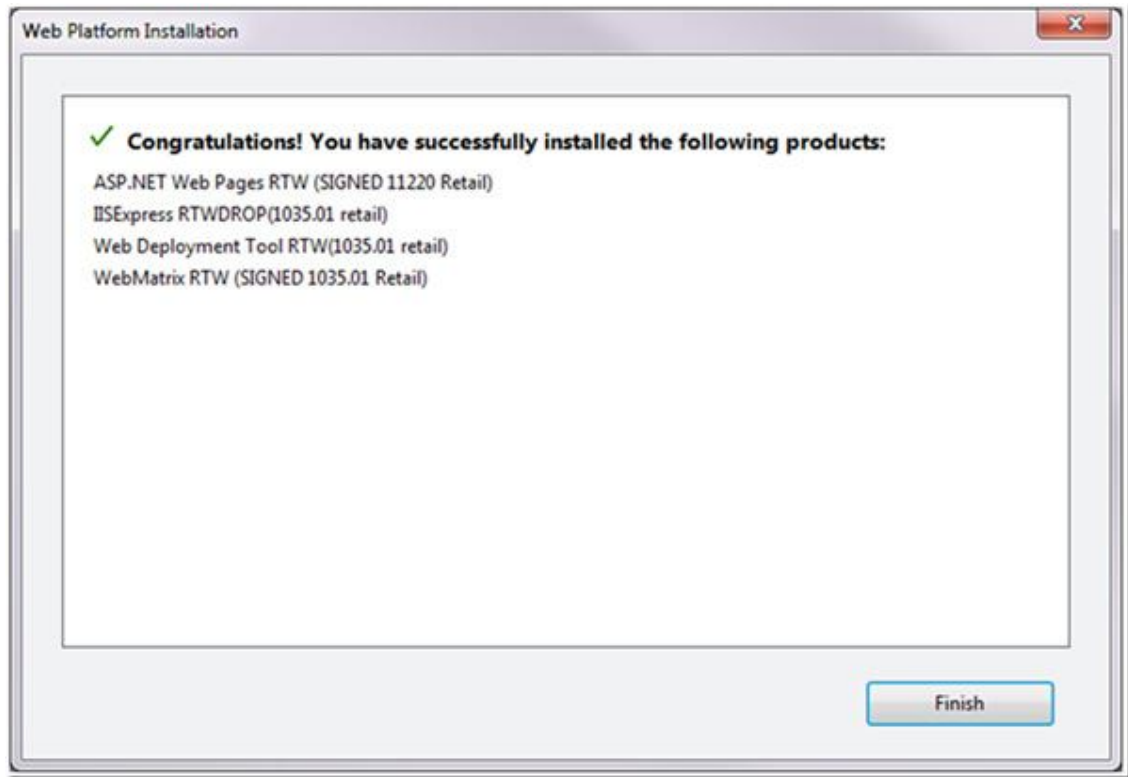 Web Platform Installation
Congratulations! You have successfully installed the following products:
ASP.NET Web Pages RTW (SIGNED 11220 Retail)
IISExpress RTWDROP(1035.01 retail)
Web Deployment Tool RTW(1035.01 retail)
WebMatrix RTW (SIGNED 1035.01 Retail)
Finish